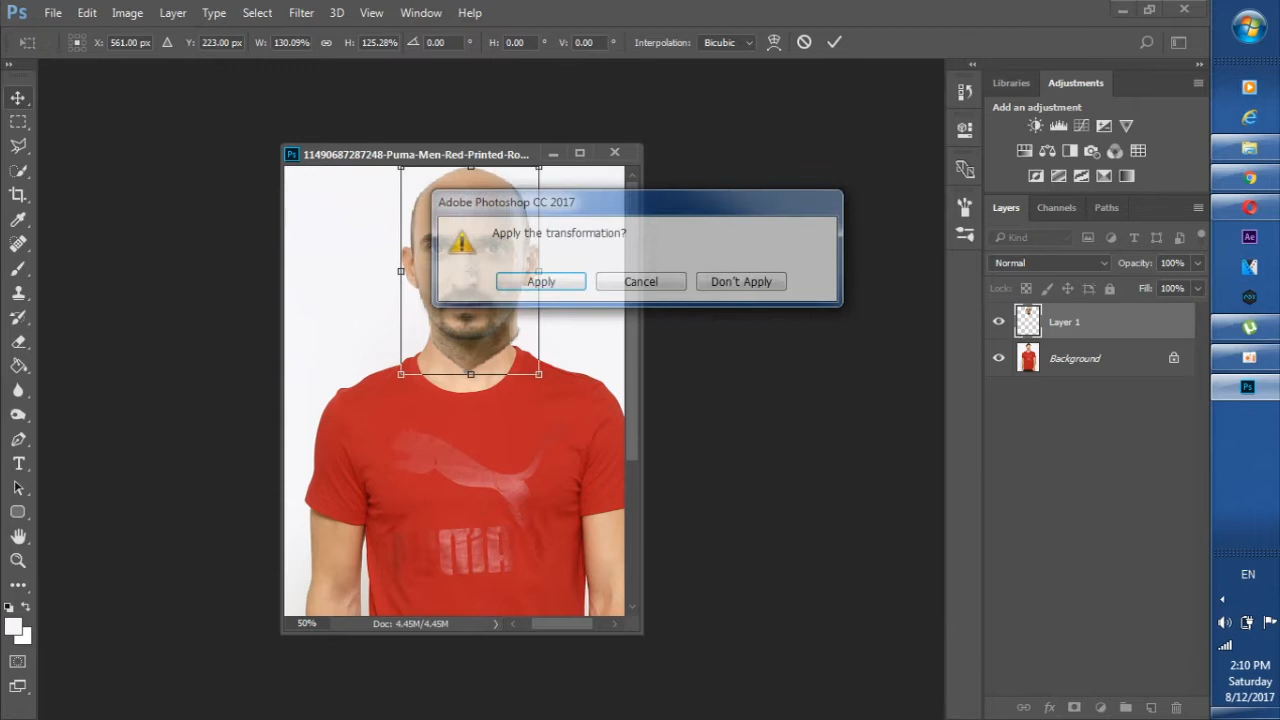 Ps File Edit Image Layer Type Select Filter 3D View Window Help
X: 561.00 px Y: 223.00 px W: 130.09% H: 125.28% 0.00 ° H: 0.00 ° V: 0.00 ° Interpolation: Bicubic
Libraries Adjustments
Add an adjustment
Ps 11490687287248-Puma-Men-Red-Printed-Ro...
Adobe Photoshop CC 2017
Apply the transformation?
Apply Cancel Don't Apply
Layers Channels Paths
Kind
Normal Opacity: 100%
Lock: Fill: 100%
Layer 1
Background
50% Doc: 4.45M/4.45M
Ae
Ps
EN
2:10 PM
Saturday
8/12/2017